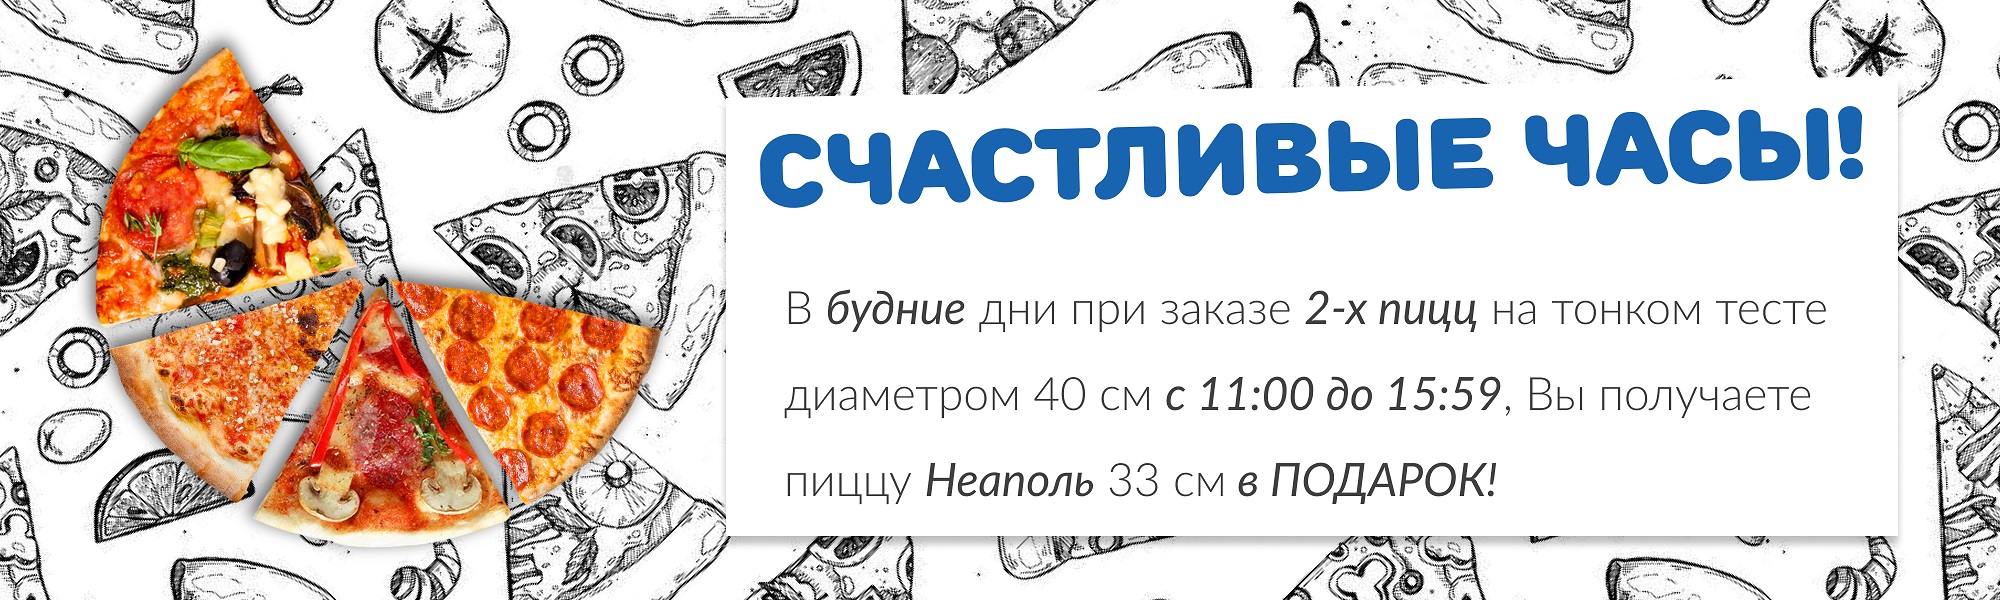 СЧАСТЛИВЫЕ ЧАСЫ!
В будние дни при заказе 2-х пицц на тонком тесте
диаметром 40 см с 11:00 до 15:59, Вы получаете
пиццу Неаполь 33 см в ПОДАРОК!